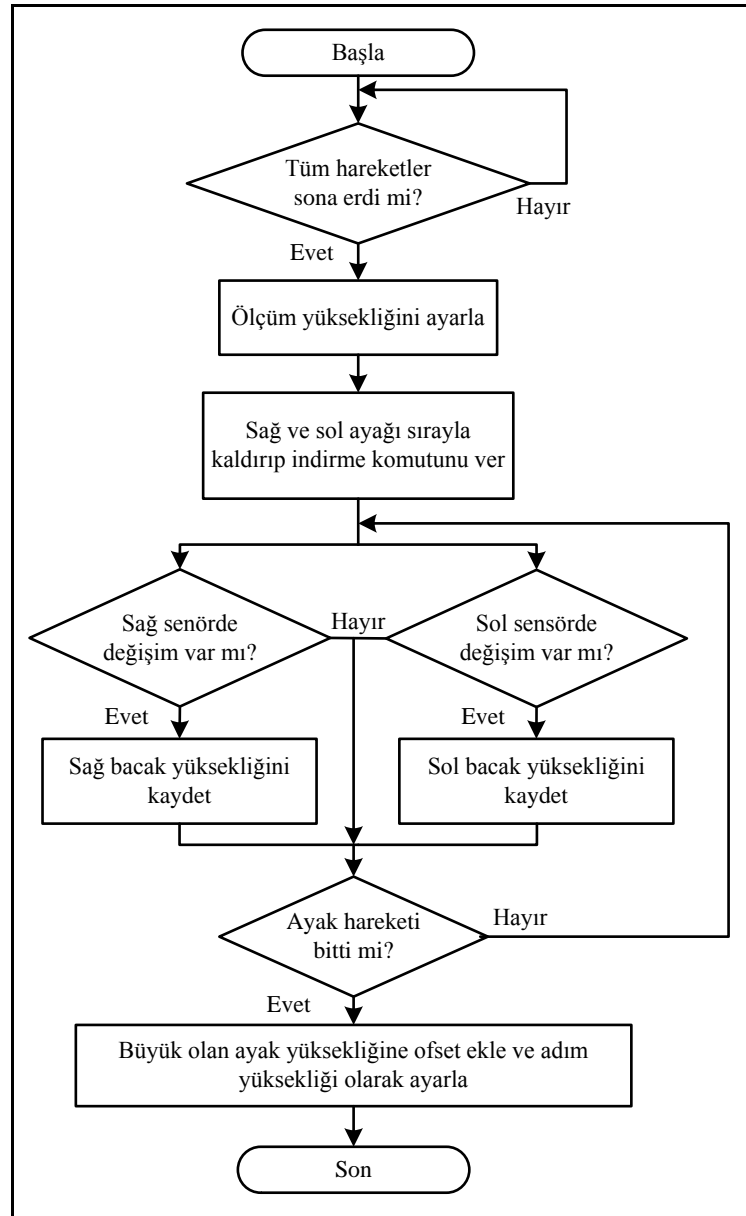 Başla
Tüm hareketler
sona erdi mi?
Hayır
Evet
Ölçüm yüksekliğini ayarla
Sağ ve sol ayağı sırayla
kaldırıp indirme komutunu ver
Sağ senörde
değişim var mı?
Hayır
Sol sensörde
değişim var mı?
Evet
Evet
Sağ bacak yüksekliğini
kaydet
Sol bacak yüksekliğini
kaydet
Ayak hareketi
bitti mi?
Hayır
Evet
Büyük olan ayak yüksekliğine ofset ekle ve adım
yüksekliği olarak ayarla
Son